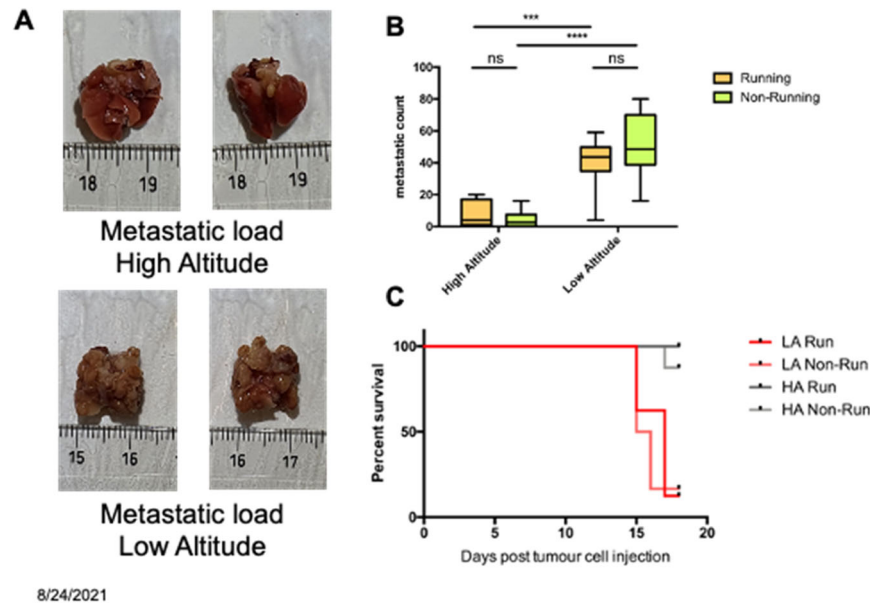 A
18 19
18 19
Metastatic load
High Altitude
15 16
16 17
Metastatic load
Low Altitude
8/24/2021
B
***
****
ns
ns
metastatic count
100
80
60
40
20
0
High Altitude
Low Altitude
Running
Non-Running
C
Percent survival
100
50
0
0 5 10 15 20
Days post tumour cell injection
LA Run
LA Non-Run
HA Run
HA Non-Run